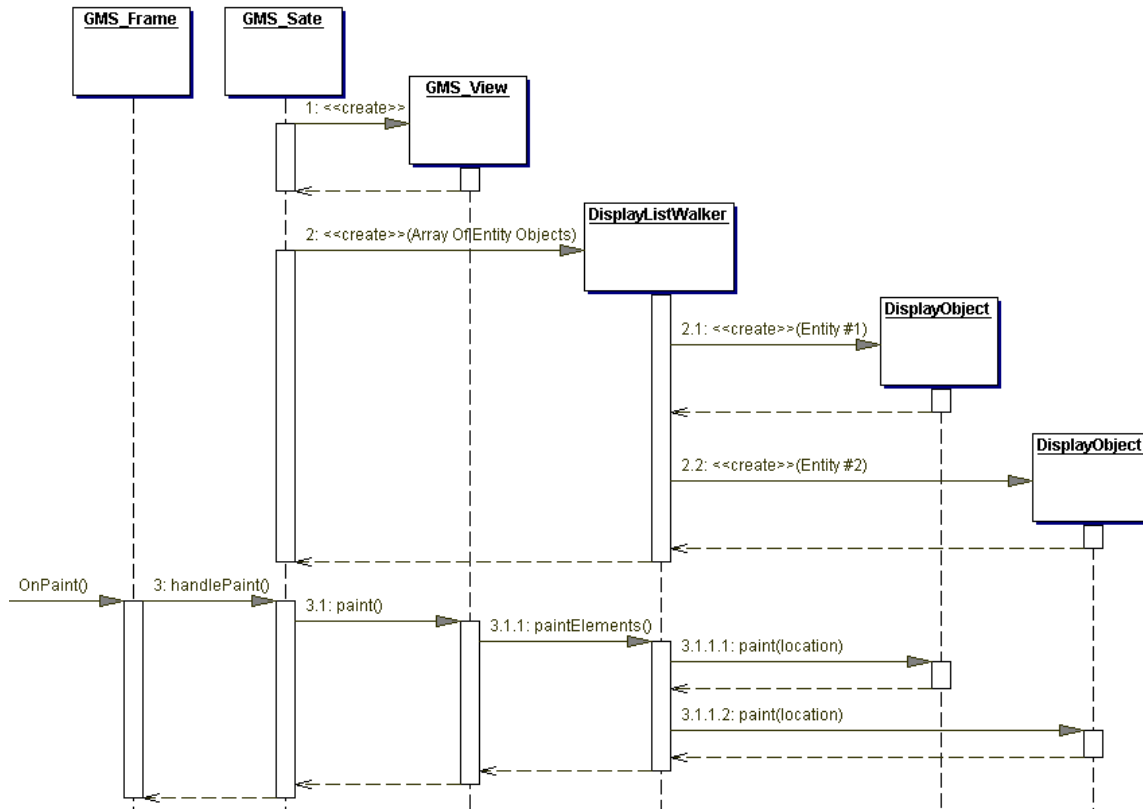 GMS_Frame
GMS_Sate
GMS_View
1: <<create>>
DisplayListWalker
2: <<create>>(Array Of Entity Objects)
DisplayObject
2.1: <<create>>(Entity #1)
DisplayObject
2.2: <<create>>(Entity #2)
OnPaint()
3: handlePaint()
3.1: paint()
3.1.1: paintElements()
3.1.1.1: paint(location)
3.1.1.2: paint(location)